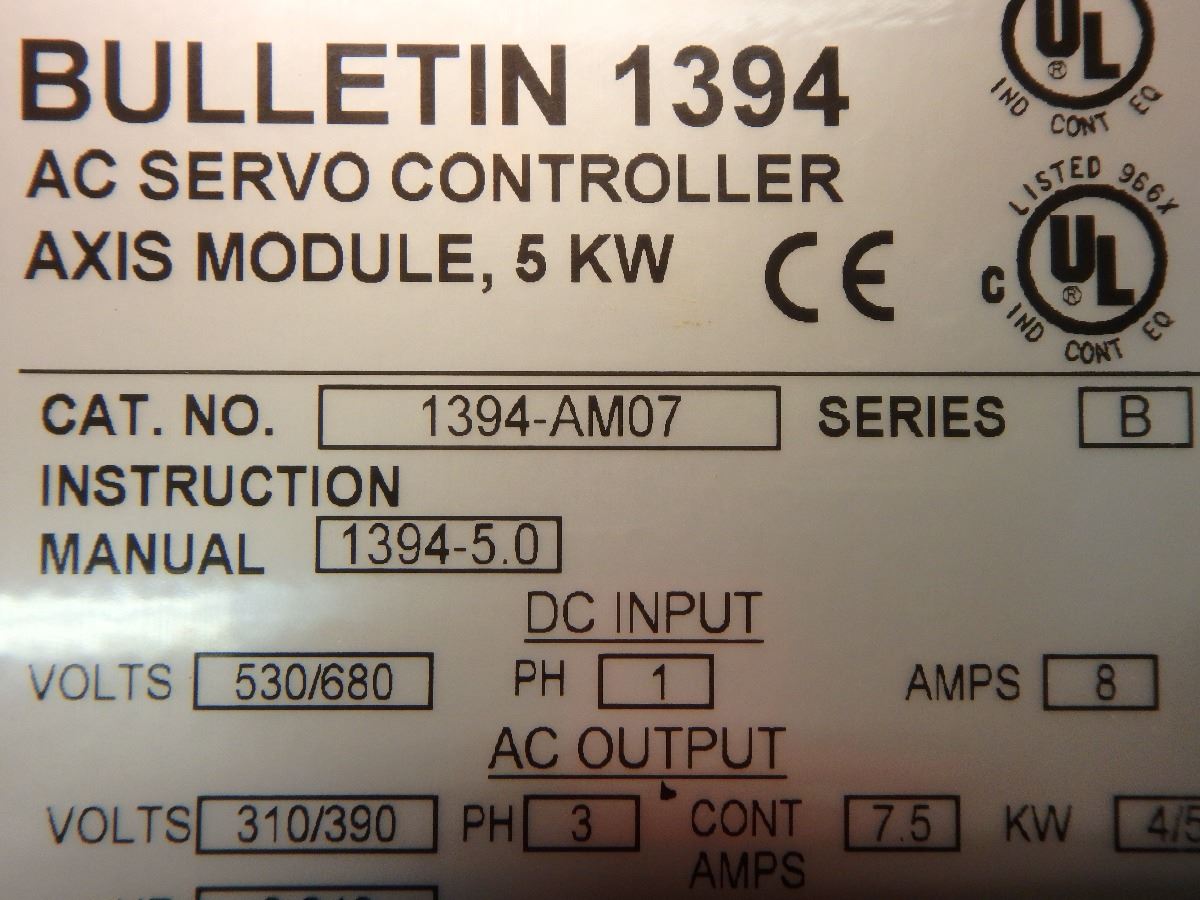 BULLETIN 1394
AC SERVO CONTROLLER
AXIS MODULE, 5 KW
CE
UL
®
IND CONT EQ
LISTED 966X
C UL
®
IND CONT EQ
CAT. NO. 1394-AM07 SERIES B
INSTRUCTION
MANUAL 1394-5.0
DC INPUT
VOLTS 530/680 PH 1 AMPS 8
AC OUTPUT
VOLTS 310/390 PH 3 CONT 7.5 KW 4/5
AMPS